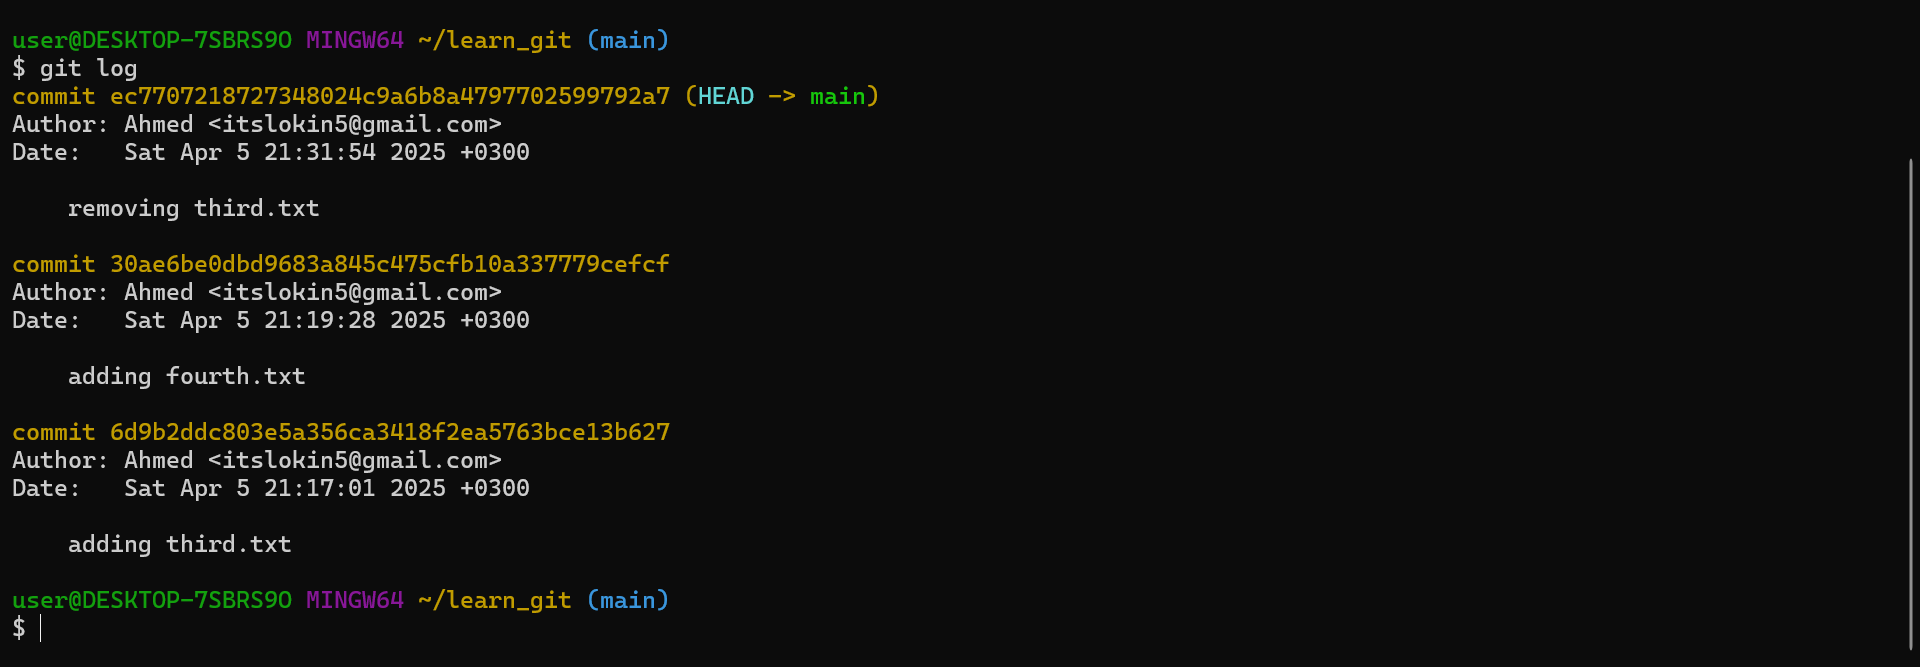 user@DESKTOP-7SBRS9O MINGW64 ~/learn_git (main)
$ git log
commit ec7707218727348024c9a6b8a4797702599792a7 (HEAD -> main)
Author: Ahmed <itslokin5@gmail.com>
Date:   Sat Apr 5 21:31:54 2025 +0300

    removing third.txt

commit 30ae6be0dbd9683a845c475cfb10a337779cefcf
Author: Ahmed <itslokin5@gmail.com>
Date:   Sat Apr 5 21:19:28 2025 +0300

    adding fourth.txt

commit 6d9b2ddc803e5a356ca3418f2ea5763bce13b627
Author: Ahmed <itslokin5@gmail.com>
Date:   Sat Apr 5 21:17:01 2025 +0300

    adding third.txt

user@DESKTOP-7SBRS9O MINGW64 ~/learn_git (main)
$